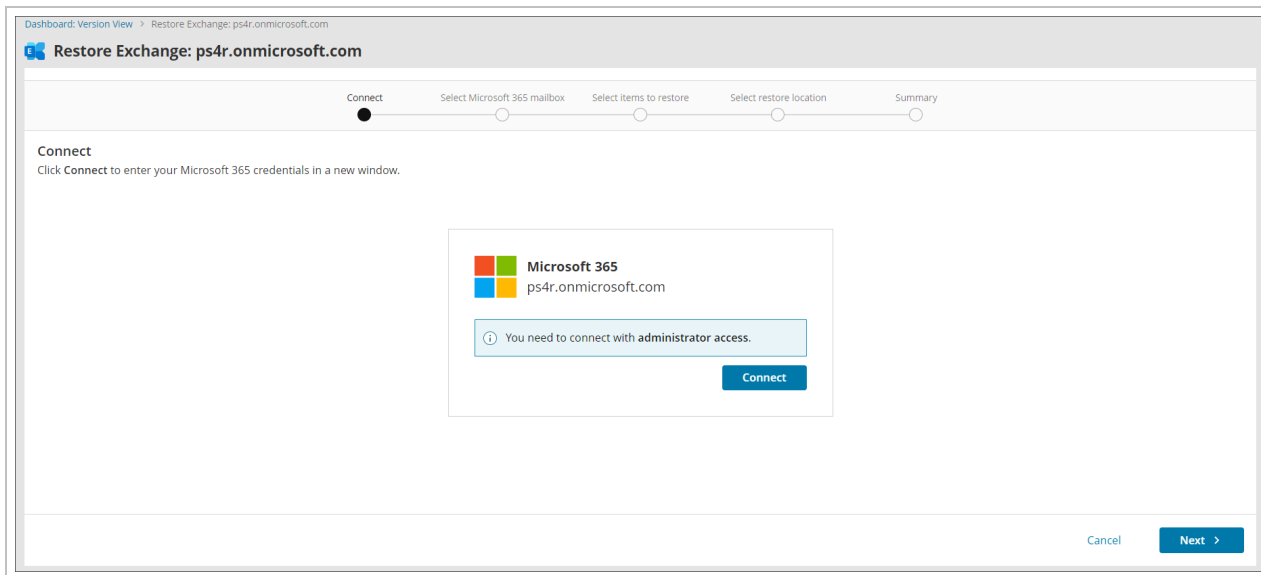 Dashboard: Version View > Restore Exchange: ps4r.onmicrosoft.com
E Restore Exchange: ps4r.onmicrosoft.com
Connect Select Microsoft 365 mailbox Select items to restore Select restore location Summary
Connect
Click Connect to enter your Microsoft 365 credentials in a new window.
Microsoft 365
ps4r.onmicrosoft.com
i You need to connect with administrator access.
Connect
Cancel Next >